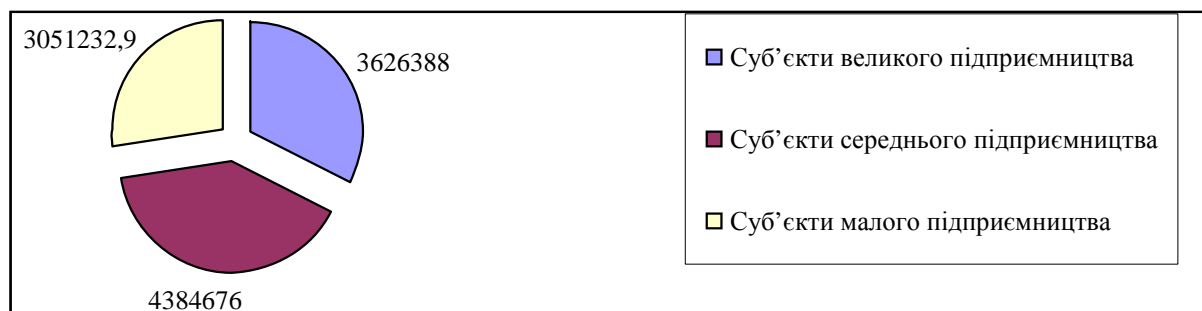 3051232,9
3626388
4384676
Суб’єкти великого підприємництва
Суб’єкти середнього підприємництва
Суб’єкти малого підприємництва